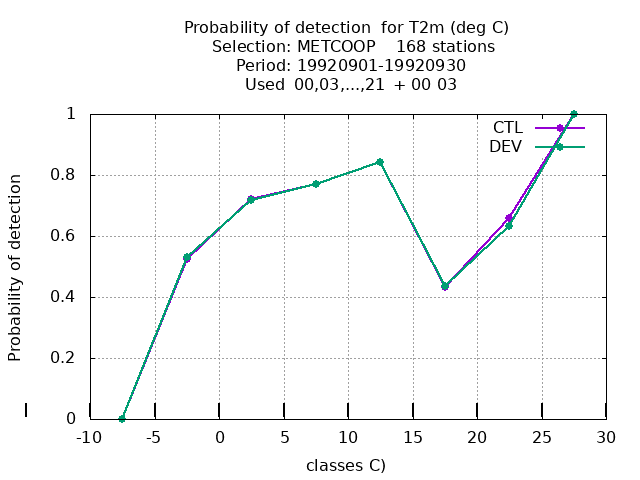 Probability of detection  for T2m (deg C)
Selection: METCOOP    168 stations
Period: 19920901-19920930
Used  00,03,...,21  + 00 03
CTL
DEV
Probability of detection
1
0.8
0.6
0.4
0.2
0
-10
-5
0
5
10
15
20
25
30
classes C)